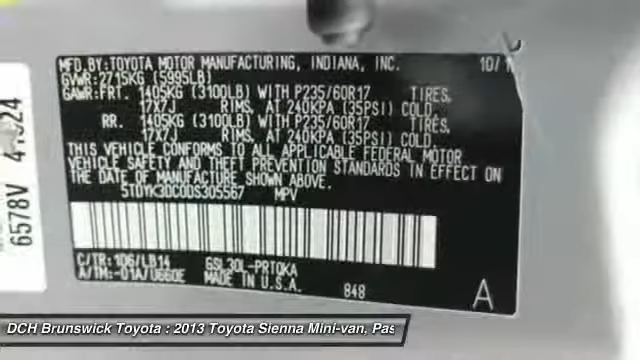 MFD.BY:TOYOTA MOTOR MANUFACTURING, INDIANA, INC. 10/1
GVWR:2715KG (5995LB)
GAWR:FRT. 1405KG (3100LB) WITH P235/60R17 TIRES.
17X7J RIMS. AT 240KPA (35PSI) COLD.
RR. 1405KG (3100LB) WITH P235/60R17 TIRES.
17X7J RIMS. AT 240KPA (35PSI) COLD.
THIS VEHICLE CONFORMS TO ALL APPLICABLE FEDERAL MOTOR
VEHICLE SAFETY AND THEFT PREVENTION STANDARDS IN EFFECT ON
THE DATE OF MANUFACTURE SHOWN ABOVE.
5TDYK3DC0DS305567 MPV
C/TR:1D6/LB14 GSL30L-PRTQKA
A/TM:-01A/U660E MADE IN U.S.A. 848 A
6578V
DCH Brunswick Toyota : 2013 Toyota Sienna Mini-van, Pas